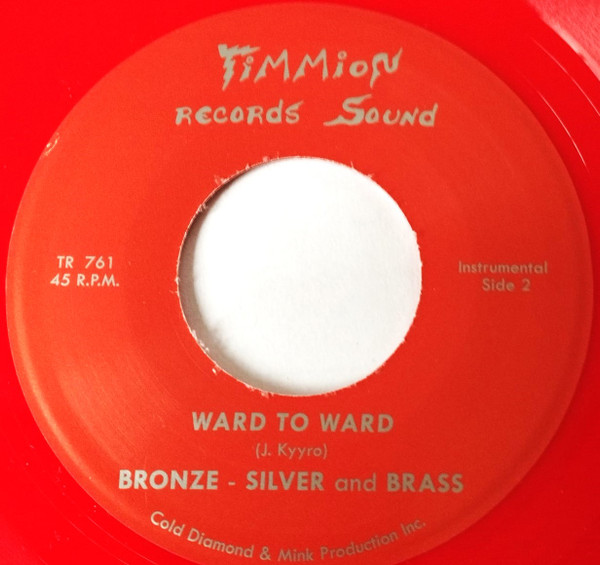 TIMMION
RECORDS SOUND
TR 761
45 R.P.M.
Instrumental
Side 2
WARD TO WARD
(J. Kyyro)
BRONZE - SILVER and BRASS
Cold Diamond & Mink Production Inc.